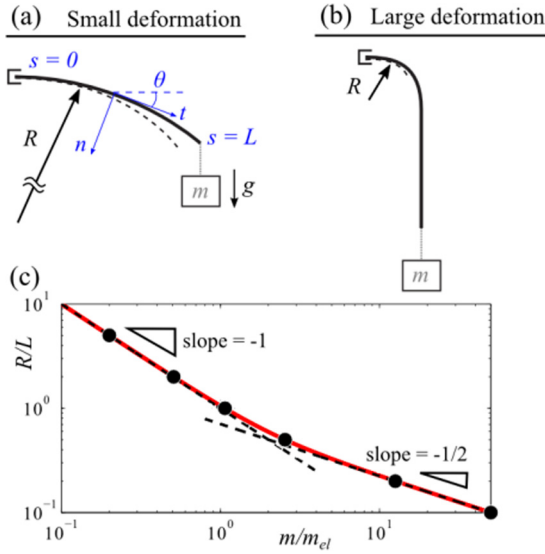 (a) Small deformation
s = 0
θ
t
R
n
s = L
m
g
(b) Large deformation
R
m
(c)
R/L
10^1
10^0
10^-1
slope = -1
slope = -1/2
10^-1 10^0 10^1
m/m_el